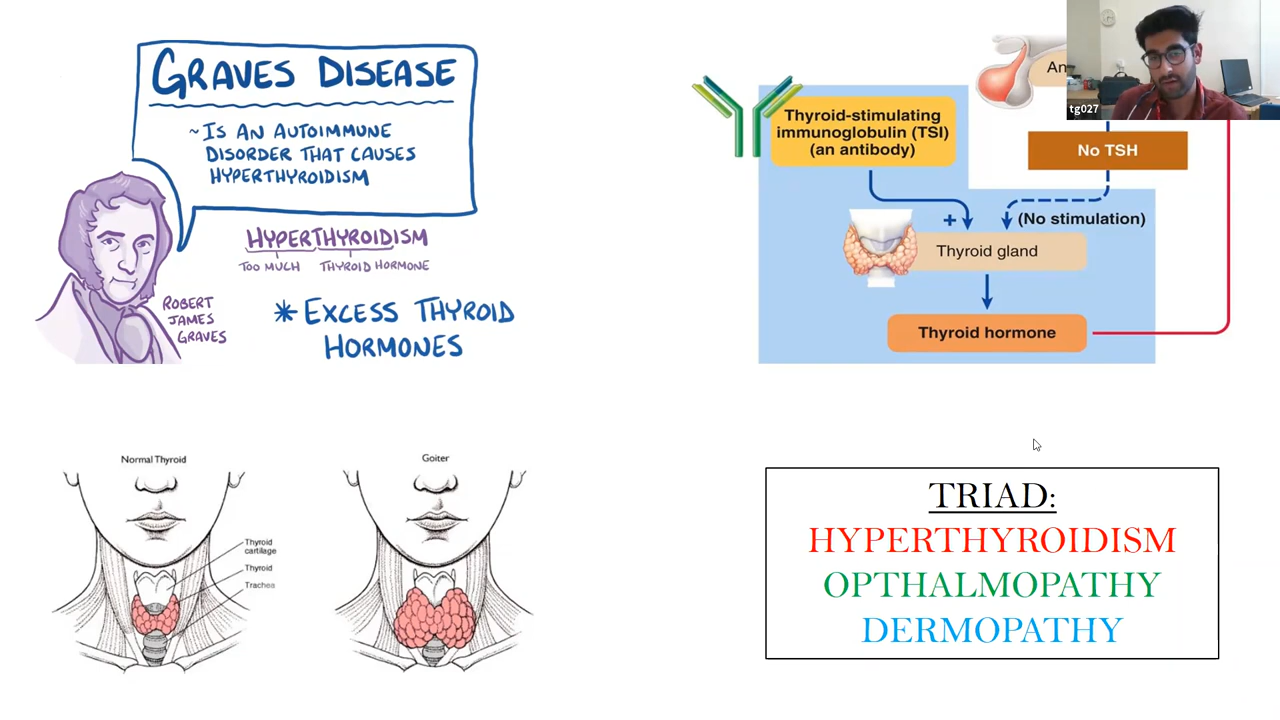 GRAVES DISEASE
~IS AN AUTOIMMUNE
DISORDER THAT CAUSES
HYPERTHYROIDISM
HYPERTHYROIDISM
TOO MUCH THYROID HORMONE
ROBERT
JAMES
GRAVES
* EXCESS THYROID
HORMONES
Thyroid-stimulating
immunoglobulin (TSI)
(an antibody)
An
tg027
No TSH
+
(No stimulation)
Thyroid gland
Thyroid hormone
Normal Thyroid
Thyroid
cartilage
Thyroid
Trachea
Goiter
TRIAD:
HYPERTHYROIDISM
OPTHALMOPATHY
DERMOPATHY